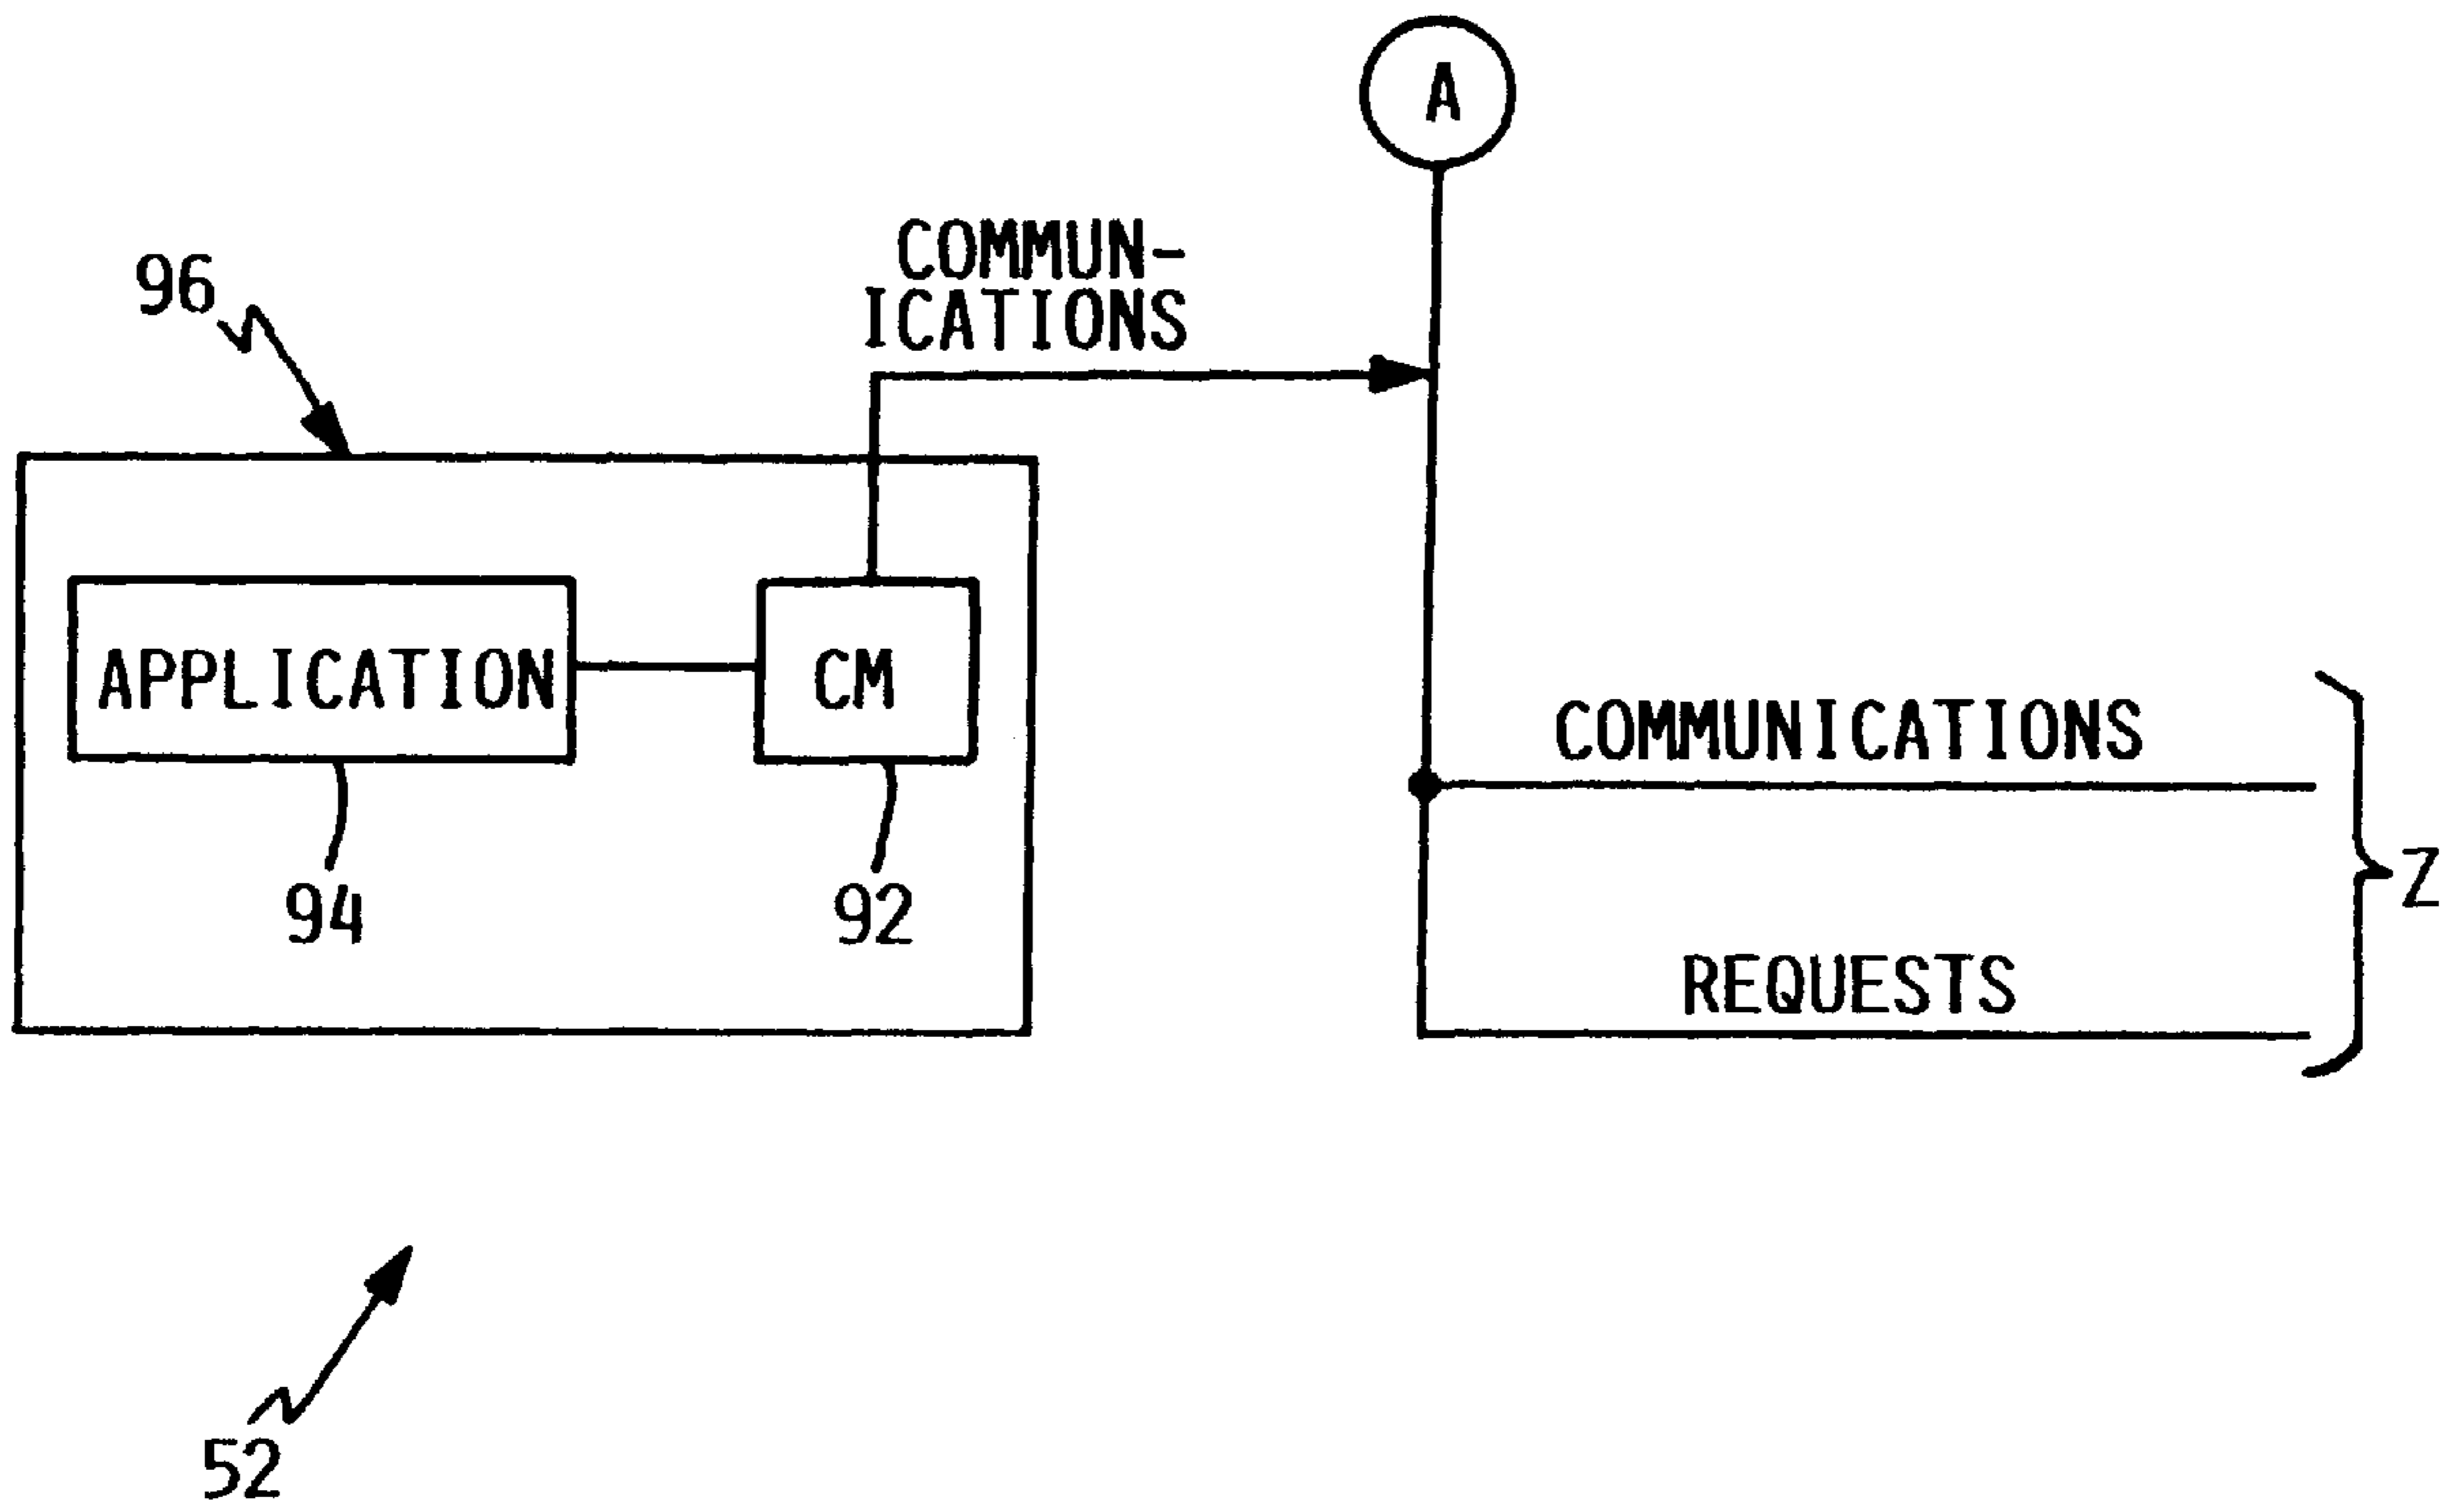 A
COMMUN-
ICATIONS
96
APPLICATION
CM
COMMUNICATIONS
94
92
Z
REQUESTS
52